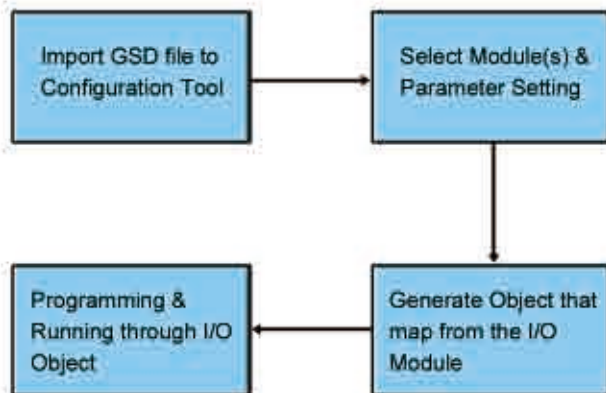 Import GSD file to
Configuration Tool
Select Module(s) &
Parameter Setting
Generate Object that
map from the I/O
Module
Programming &
Running through I/O
Object